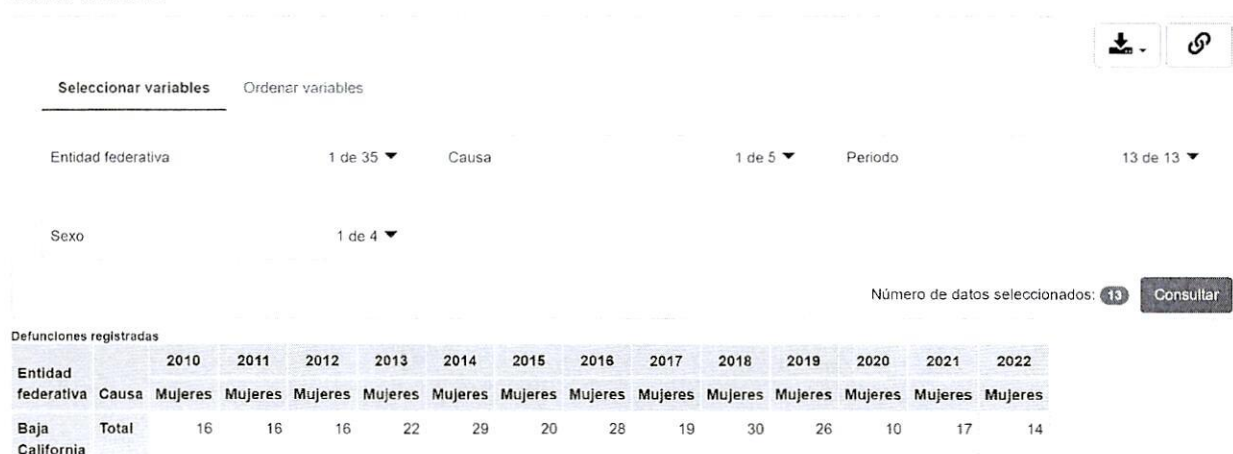 Seleccionar variables Ordenar variables
Entidad federativa 1 de 35 Causa 1 de 5 Periodo 13 de 13
Sexo 1 de 4
Número de datos seleccionados: 13 Consultar
Defunciones registradas
Entidad federativa Causa 2010 2011 2012 2013 2014 2015 2016 2017 2018 2019 2020 2021 2022
Mujeres Mujeres Mujeres Mujeres Mujeres Mujeres Mujeres Mujeres Mujeres Mujeres Mujeres Mujeres Mujeres
Baja California Total 16 16 16 22 29 20 28 19 30 26 10 17 14